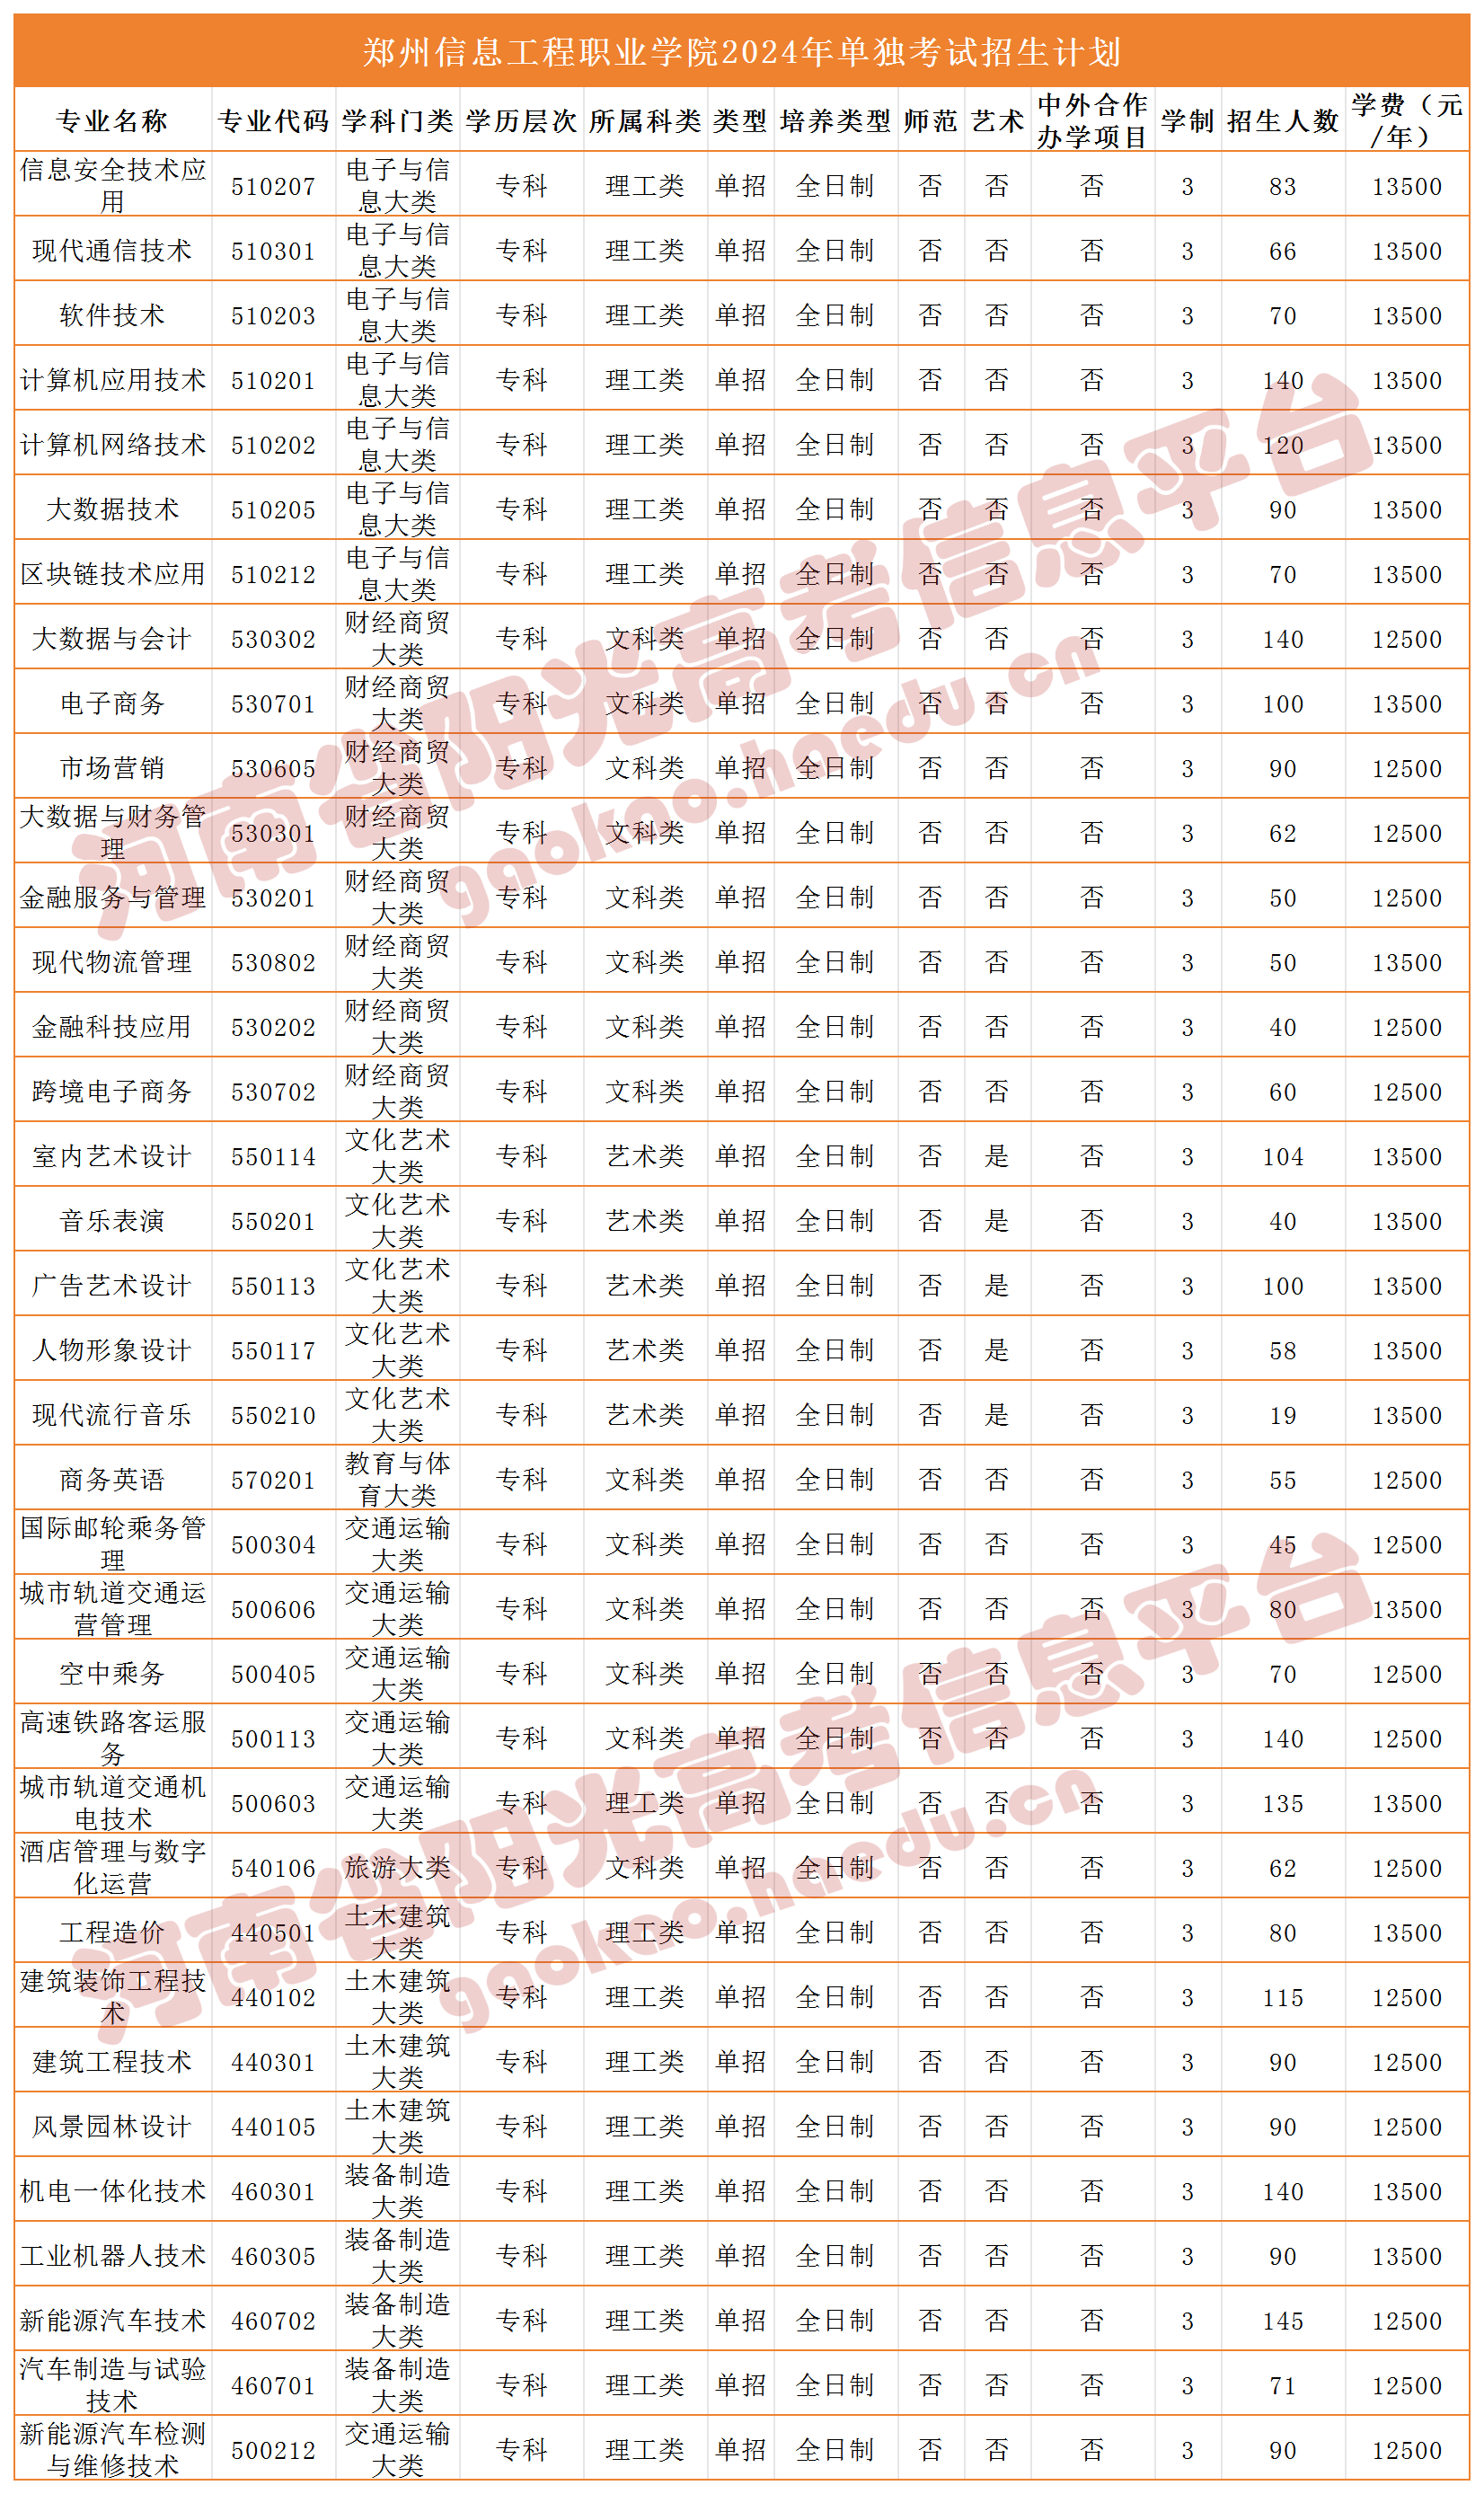 郑州信息工程职业学院2024年单独考试招生计划
专业名称 专业代码 学科门类 学历层次 所属科类 类型 培养类型 师范 艺术 中外合作办学项目 学制 招生人数 学费（元/年）
信息安全技术应用 510207 电子与信息大类 专科 理工类 单招 全日制 否 否 否 3 83 13500
现代通信技术 510301 电子与信息大类 专科 理工类 单招 全日制 否 否 否 3 66 13500
软件技术 510203 电子与信息大类 专科 理工类 单招 全日制 否 否 否 3 70 13500
计算机应用技术 510201 电子与信息大类 专科 理工类 单招 全日制 否 否 否 3 140 13500
计算机网络技术 510202 电子与信息大类 专科 理工类 单招 全日制 否 否 否 3 120 13500
大数据技术 510205 电子与信息大类 专科 理工类 单招 全日制 否 否 否 3 90 13500
区块链技术应用 510212 电子与信息大类 专科 理工类 单招 全日制 否 否 否 3 70 13500
大数据与会计 530302 财经商贸大类 专科 文科类 单招 全日制 否 否 否 3 140 12500
电子商务 530701 财经商贸大类 专科 文科类 单招 全日制 否 否 否 3 100 13500
市场营销 530605 财经商贸大类 专科 文科类 单招 全日制 否 否 否 3 90 12500
大数据与财务管理 530301 财经商贸大类 专科 文科类 单招 全日制 否 否 否 3 62 12500
金融服务与管理 530201 财经商贸大类 专科 文科类 单招 全日制 否 否 否 3 50 12500
现代物流管理 530802 财经商贸大类 专科 文科类 单招 全日制 否 否 否 3 50 13500
金融科技应用 530202 财经商贸大类 专科 文科类 单招 全日制 否 否 否 3 40 12500
跨境电子商务 530702 财经商贸大类 专科 文科类 单招 全日制 否 否 否 3 60 12500
室内艺术设计 550114 文化艺术大类 专科 艺术类 单招 全日制 否 是 否 3 104 13500
音乐表演 550201 文化艺术大类 专科 艺术类 单招 全日制 否 是 否 3 40 13500
广告艺术设计 550113 文化艺术大类 专科 艺术类 单招 全日制 否 是 否 3 100 13500
人物形象设计 550117 文化艺术大类 专科 艺术类 单招 全日制 否 是 否 3 58 13500
现代流行音乐 550210 文化艺术大类 专科 艺术类 单招 全日制 否 是 否 3 19 13500
商务英语 570201 教育与体育大类 专科 文科类 单招 全日制 否 否 否 3 55 12500
国际邮轮乘务管理 500304 交通运输大类 专科 文科类 单招 全日制 否 否 否 3 45 12500
城市轨道交通运营管理 500606 交通运输大类 专科 文科类 单招 全日制 否 否 否 3 80 13500
空中乘务 500405 交通运输大类 专科 文科类 单招 全日制 否 否 否 3 70 12500
高速铁路客运服务 500113 交通运输大类 专科 文科类 单招 全日制 否 否 否 3 140 12500
城市轨道交通机电技术 500603 交通运输大类 专科 理工类 单招 全日制 否 否 否 3 135 13500
酒店管理与数字化运营 540106 旅游大类 专科 文科类 单招 全日制 否 否 否 3 62 12500
工程造价 440501 土木建筑大类 专科 理工类 单招 全日制 否 否 否 3 80 13500
建筑装饰工程技术 440102 土木建筑大类 专科 理工类 单招 全日制 否 否 否 3 115 12500
建筑工程技术 440301 土木建筑大类 专科 理工类 单招 全日制 否 否 否 3 90 12500
风景园林设计 440105 土木建筑大类 专科 理工类 单招 全日制 否 否 否 3 90 12500
机电一体化技术 460301 装备制造大类 专科 理工类 单招 全日制 否 否 否 3 140 13500
工业机器人技术 460305 装备制造大类 专科 理工类 单招 全日制 否 否 否 3 90 13500
新能源汽车技术 460702 装备制造大类 专科 理工类 单招 全日制 否 否 否 3 145 12500
汽车制造与试验技术 460701 装备制造大类 专科 理工类 单招 全日制 否 否 否 3 71 12500
新能源汽车检测与维修技术 500212 交通运输大类 专科 理工类 单招 全日制 否 否 否 3 90 12500
河南省阳光高考信息平台
gaokao.haedu.cn
河南省阳光高考信息平台
gaokao.haedu.cn